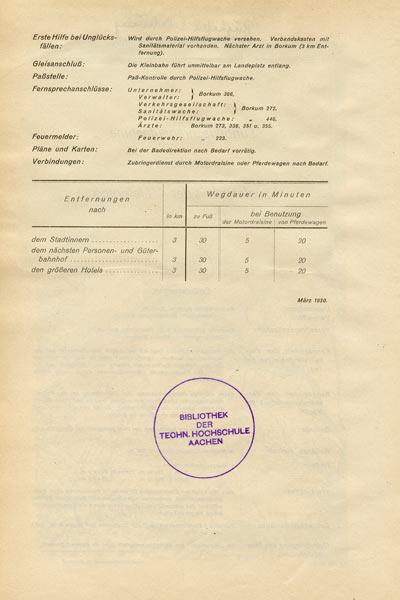 Erste Hilfe bei Unglücks- Wird durch Polizei-Hilfsflugwache versehen. Verbandskasten mit
fällen: Sanitätsmaterial vorhanden. Nächster Arzt in Borkum (3 km Ent-
fernung).
Gleisanschluß: Die Kleinbahn führt unmittelbar am Landeplatz entlang.
Paßstelle: Paß-Kontrolle durch Polizei-Hilfsflugwache.
Fernsprechanschlüsse: Unternehmer: } Borkum 306,
Verwalter:
Verkehrsgesellschaft: } Borkum 272,
Sanitätswache:
Polizei-Hilfsflugwache: „ 446,
Ärzte: Borkum 273, 336, 351 u. 355.
Feuermelder: Feuerwehr: „ 223.
Pläne und Karten: Bei der Badedirektion nach Bedarf vorrätig.
Verbindungen: Zubringerdienst durch Motordraisine oder Pferdewagen nach Bedarf.
Entfernungen Wegdauer in Minuten
nach in km zu Fuß bei Benutzung
der Motordraisine von Pferdewagen
dem Stadtinnern 3 30 5 20
dem nächsten Personen- und Güter-
bahnhof 3 30 5 20
den größeren Hotels 3 30 5 20
März 1930.
BIBLIOTHEK
DER
TECHN. HOCHSCHULE
AACHEN